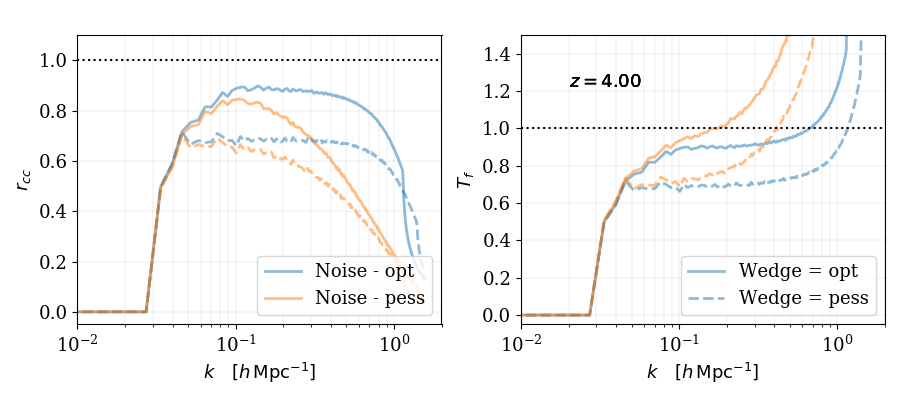 1.0
0.8
0.6
0.4
0.2
0.0
r_{cc}
10^{-2}
10^{-1}
10^{0}
k [h Mpc^{-1}]
Noise - opt
Noise - pess
1.4
1.2
1.0
0.8
0.6
0.4
0.2
0.0
T_f
z = 4.00
10^{-2}
10^{-1}
10^{0}
k [h Mpc^{-1}]
Wedge = opt
Wedge = pess